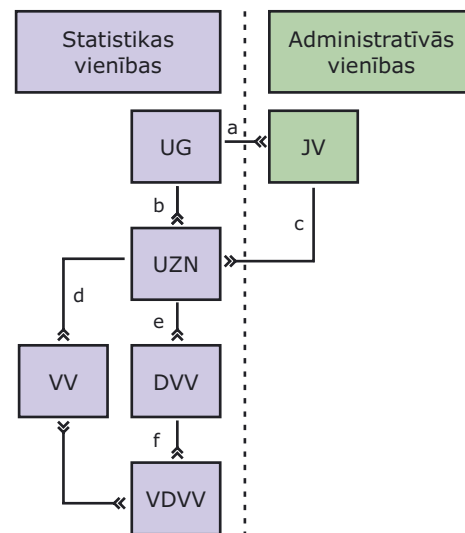 Statistikas
vienības
Administratīvās
vienības
UG
a
JV
b
c
UZN
d
e
VV
DVV
f
VDVV